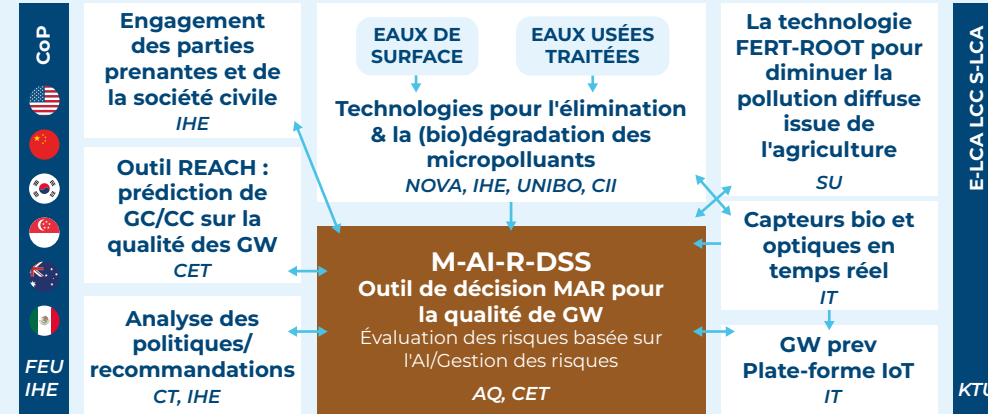 CoP
FEU
IHE
Engagement
des parties
prenantes et de
la société civile
IHE
Outil REACH :
prédiction de
GC/CC sur la
qualité des GW
CET
Analyse des
politiques/
recommandations
CT, IHE
EAUX DE
SURFACE
EAUX USÉES
TRAITÉES
Technologies pour l'élimination
& la (bio)dégradation des
micropolluants
NOVA, IHE, UNIBO, CII
M-AI-R-DSS
Outil de décision MAR pour
la qualité de GW
Évaluation des risques basée sur
l'AI/Gestion des risques
AQ, CET
La technologie
FERT-ROOT pour
diminuer la
pollution diffuse
issue de
l'agriculture
SU
Capteurs bio et
optiques en
temps réel
IT
GW prev
Plate-forme IoT
IT
E-LCA LCC S-LCA
KTU